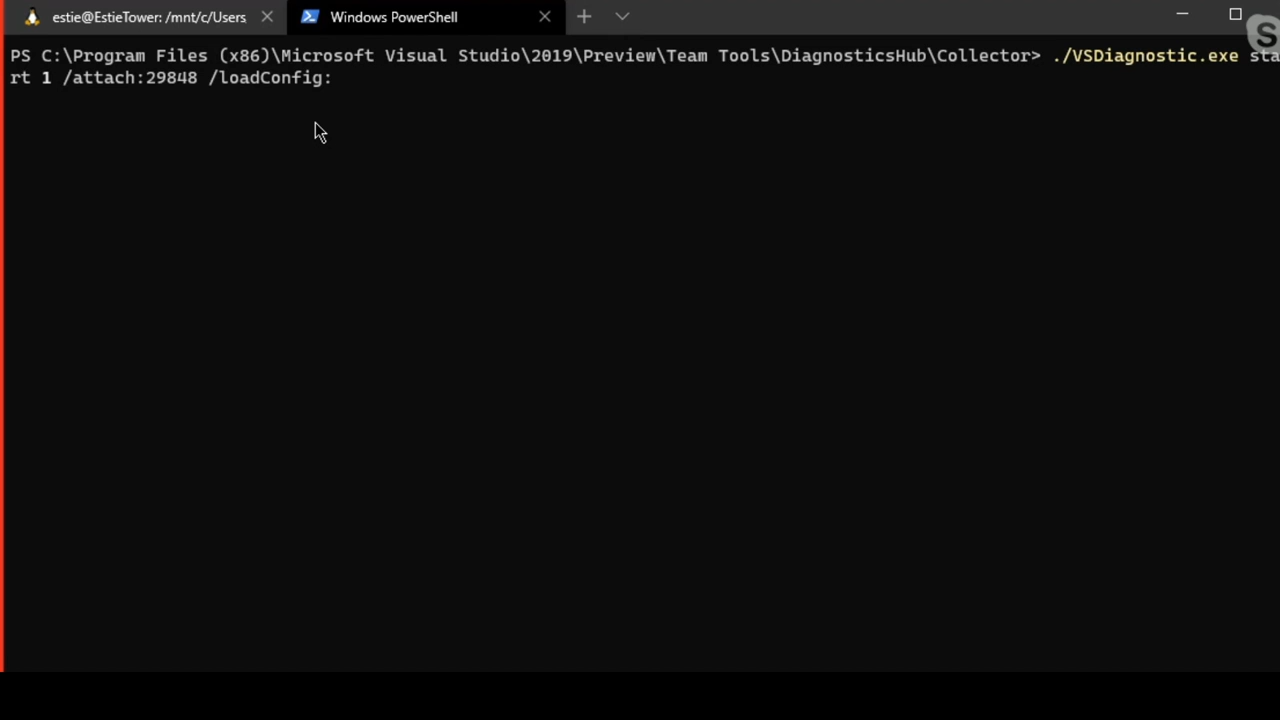 estie@EstieTower: /mnt/c/Users
Windows PowerShell
PS C:\Program Files (x86)\Microsoft Visual Studio\2019\Preview\Team Tools\DiagnosticsHub\Collector> ./VSDiagnostic.exe sta
rt 1 /attach:29848 /loadConfig: